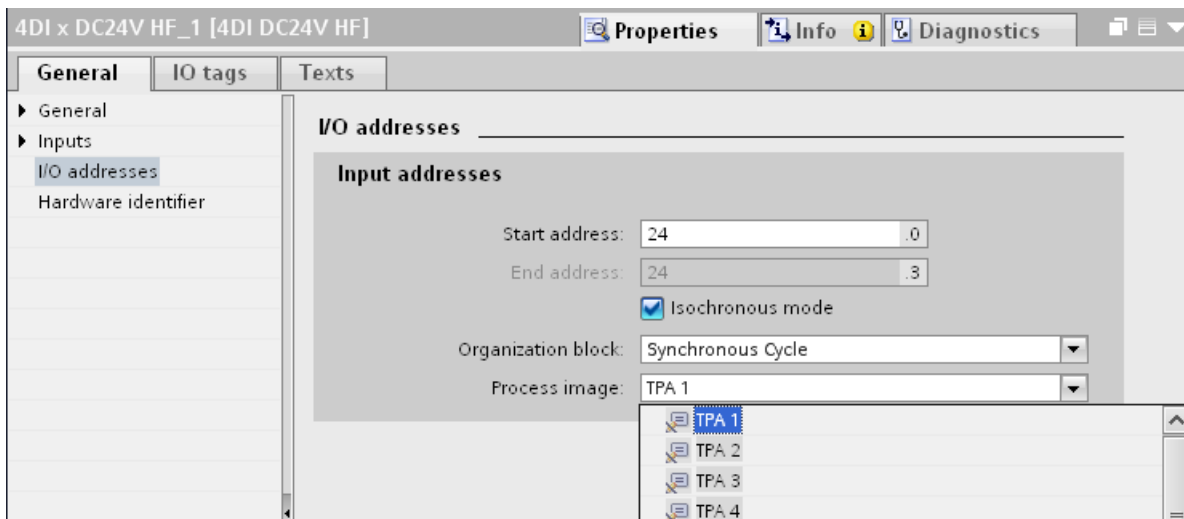 4DI x DC24V HF_1 [4DI DC24V HF]
Properties
Info
Diagnostics
General
IO tags
Texts
General
Inputs
I/O addresses
Hardware identifier
I/O addresses
Input addresses
Start address: 24 .0
End address: 24 .3
Isochronous mode
Organization block: Synchronous Cycle
Process image: TPA 1
TPA 1
TPA 2
TPA 3
TPA 4